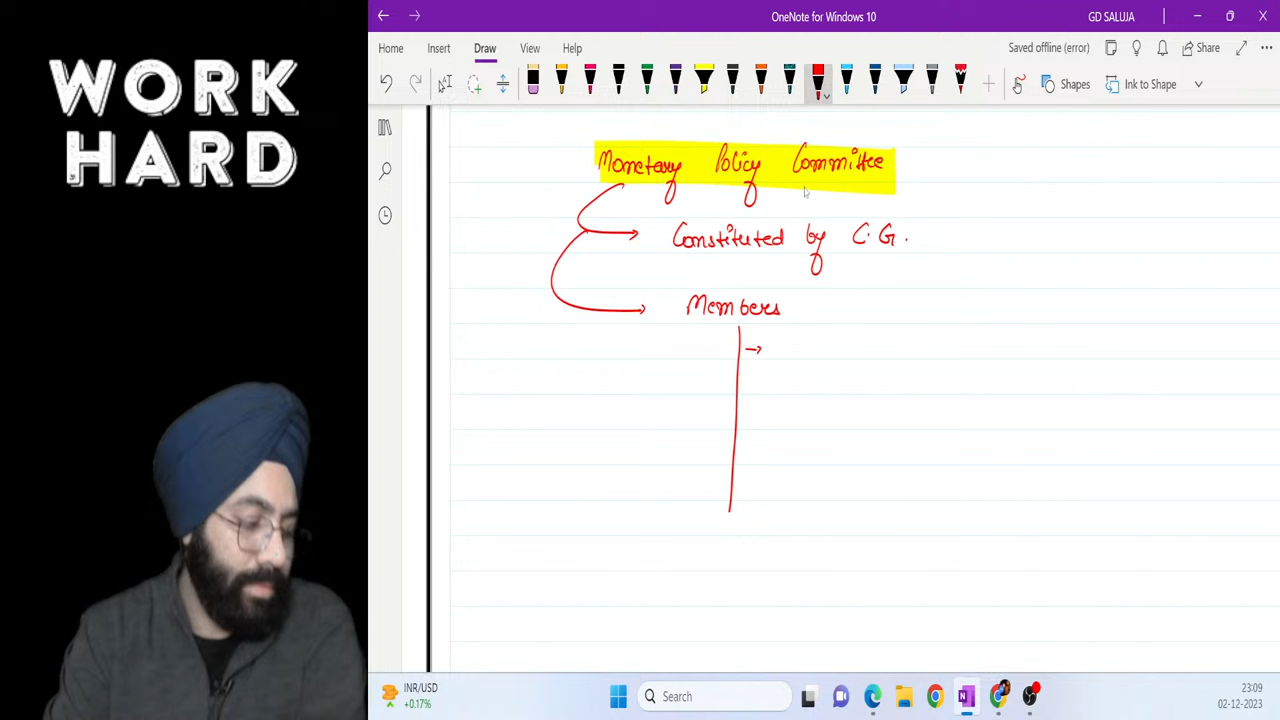 WORK
HARD
OneNote for Windows 10
GD SALUJA
Home Insert Draw View Help
Saved offline (error)
Share
Shapes
Ink to Shape
Monetary Policy Committee
Constituted by C.G.
Members
INR/USD
+0.17%
Search
23:09
02-12-2023